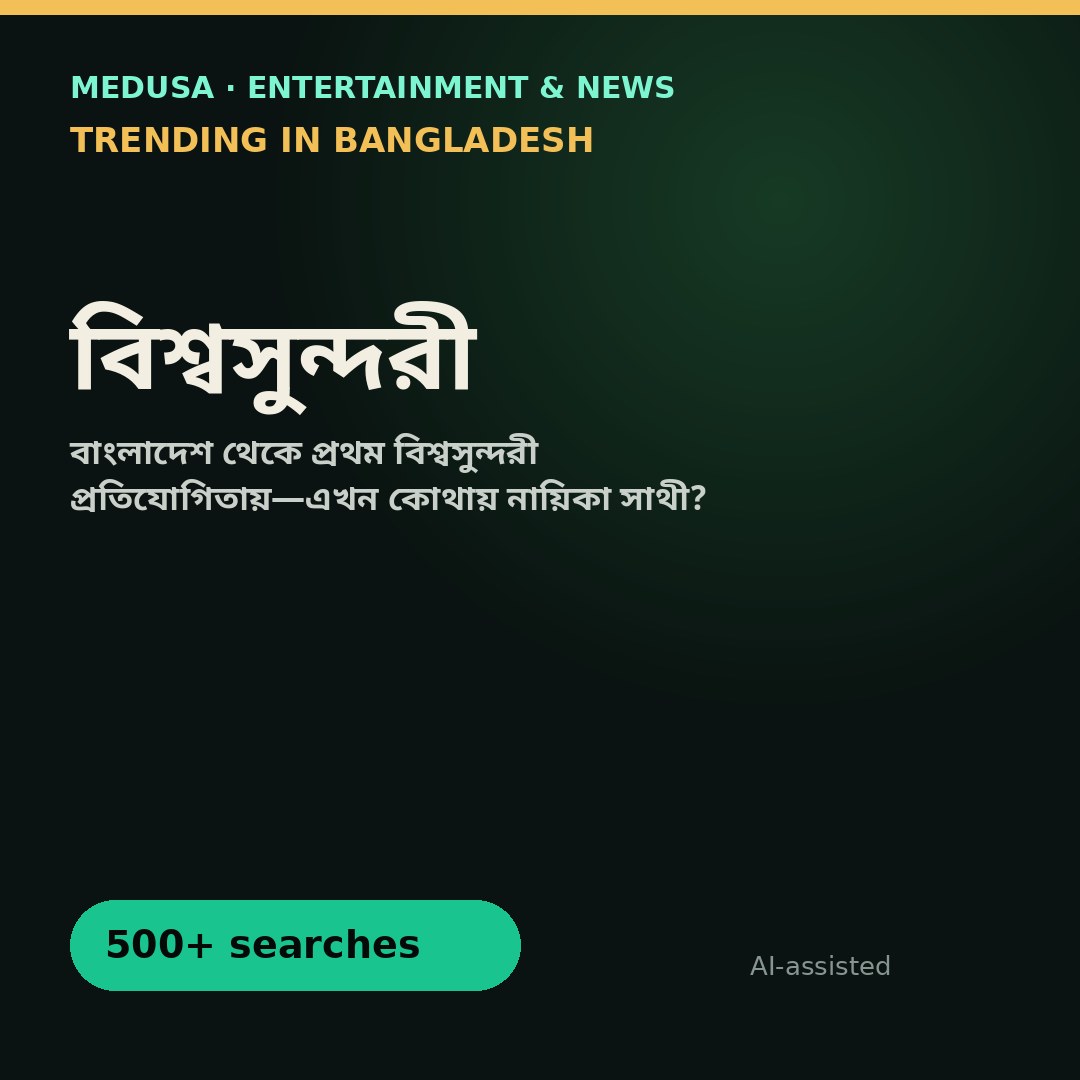 MEDUSA · ENTERTAINMENT & NEWS
TRENDING IN BANGLADESH
বিশ্বসুন্দরী
বাংলাদেশ থেকে প্রথম বিশ্বসুন্দরী
প্রতিযোগিতায়—এখন কোথায় নায়িকা সাথী?
500+ searches
AI-assisted